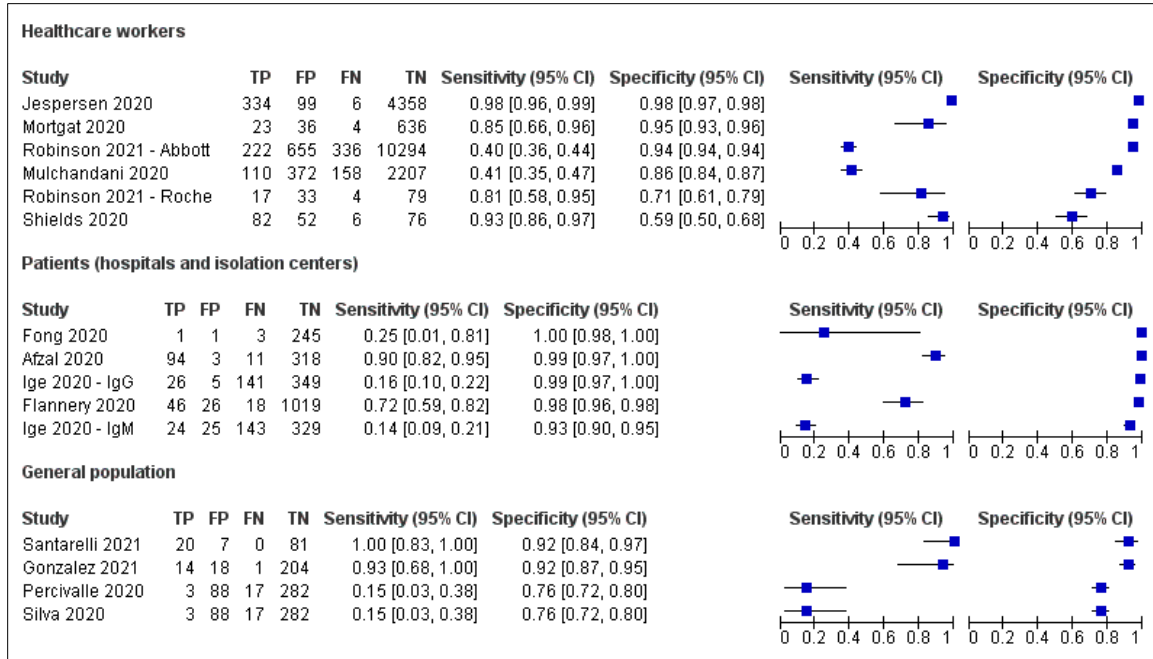 Healthcare workers
Study TP FP FN TN Sensitivity (95% CI) Specificity (95% CI) Sensitivity (95% CI) Specificity (95% CI)
Jespersen 2020 334 99 6 4358 0.98 [0.96, 0.99] 0.98 [0.97, 0.98]
Mortgat 2020 23 36 4 636 0.85 [0.66, 0.96] 0.95 [0.93, 0.96]
Robinson 2021 - Abbott 222 655 336 10294 0.40 [0.36, 0.44] 0.94 [0.94, 0.94]
Mulchandani 2020 110 372 158 2207 0.41 [0.35, 0.47] 0.86 [0.84, 0.87]
Robinson 2021 - Roche 17 33 4 79 0.81 [0.58, 0.95] 0.71 [0.61, 0.79]
Shields 2020 82 52 6 76 0.93 [0.86, 0.97] 0.59 [0.50, 0.68]
0 0.2 0.4 0.6 0.8 1 0 0.2 0.4 0.6 0.8 1
Patients (hospitals and isolation centers)
Study TP FP FN TN Sensitivity (95% CI) Specificity (95% CI) Sensitivity (95% CI) Specificity (95% CI)
Fong 2020 1 1 3 245 0.25 [0.01, 0.81] 1.00 [0.98, 1.00]
Afzal 2020 94 3 11 318 0.90 [0.82, 0.95] 0.99 [0.97, 1.00]
Ige 2020 - IgG 26 5 141 349 0.16 [0.10, 0.22] 0.99 [0.97, 1.00]
Flannery 2020 46 26 18 1019 0.72 [0.59, 0.82] 0.98 [0.96, 0.98]
Ige 2020 - IgM 24 25 143 329 0.14 [0.09, 0.21] 0.93 [0.90, 0.95]
0 0.2 0.4 0.6 0.8 1 0 0.2 0.4 0.6 0.8 1
General population
Study TP FP FN TN Sensitivity (95% CI) Specificity (95% CI) Sensitivity (95% CI) Specificity (95% CI)
Santarelli 2021 20 7 0 81 1.00 [0.83, 1.00] 0.92 [0.84, 0.97]
Gonzalez 2021 14 18 1 204 0.93 [0.68, 1.00] 0.92 [0.87, 0.95]
Percivalle 2020 3 88 17 282 0.15 [0.03, 0.38] 0.76 [0.72, 0.80]
Silva 2020 3 88 17 282 0.15 [0.03, 0.38] 0.76 [0.72, 0.80]
0 0.2 0.4 0.6 0.8 1 0 0.2 0.4 0.6 0.8 1